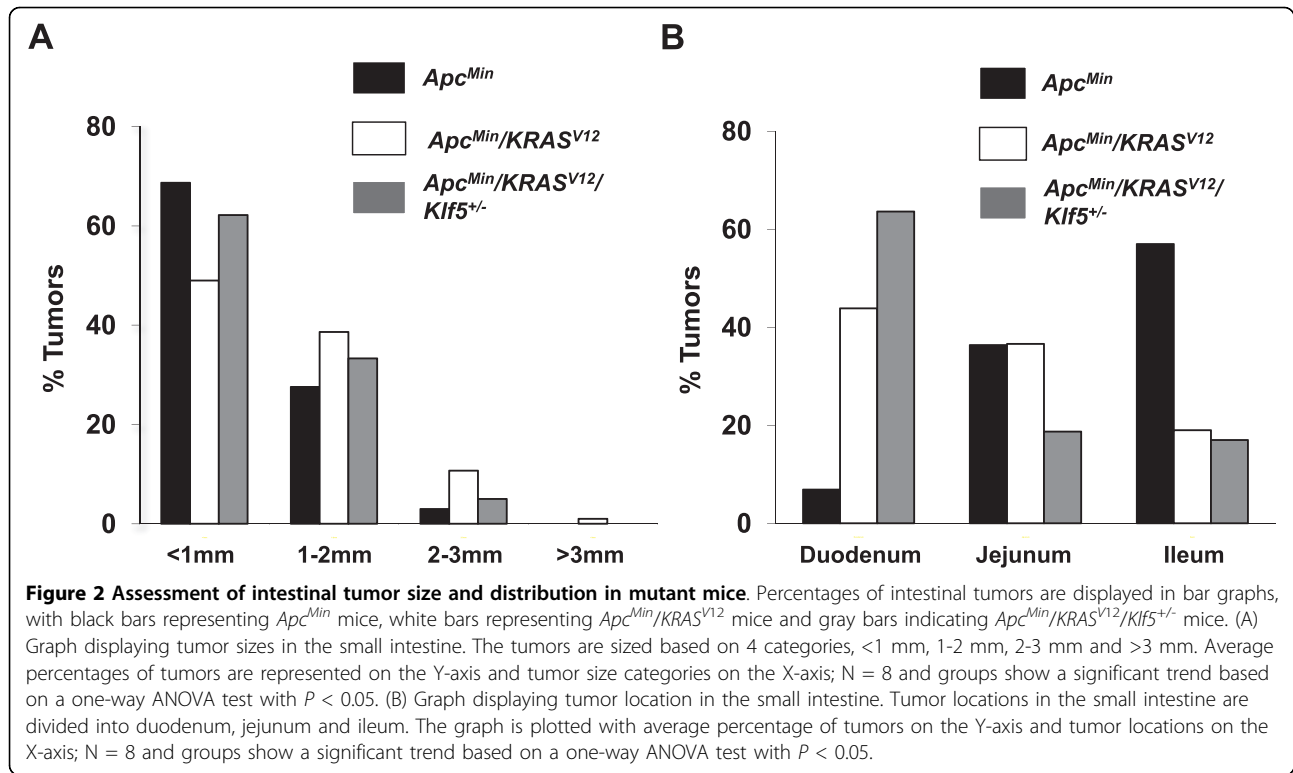 A
Apc^Min
Apc^Min/KRAS^V12
Apc^Min/KRAS^V12/
Klf5^+/-
80
60
40
20
0
% Tumors
<1mm 1-2mm 2-3mm >3mm
B
Apc^Min
Apc^Min/KRAS^V12
Apc^Min/KRAS^V12/
Klf5^+/-
80
60
40
20
0
% Tumors
Duodenum Jejunum Ileum
Figure 2 Assessment of intestinal tumor size and distribution in mutant mice. Percentages of intestinal tumors are displayed in bar graphs,
with black bars representing Apc^Min mice, white bars representing Apc^Min/KRAS^V12 mice and gray bars indicating Apc^Min/KRAS^V12/Klf5^+/- mice. (A)
Graph displaying tumor sizes in the small intestine. The tumors are sized based on 4 categories, <1 mm, 1-2 mm, 2-3 mm and >3 mm. Average
percentages of tumors are represented on the Y-axis and tumor size categories on the X-axis; N = 8 and groups show a significant trend based
on a one-way ANOVA test with P < 0.05. (B) Graph displaying tumor location in the small intestine. Tumor locations in the small intestine are
divided into duodenum, jejunum and ileum. The graph is plotted with average percentage of tumors on the Y-axis and tumor locations on the
X-axis; N = 8 and groups show a significant trend based on a one-way ANOVA test with P < 0.05.